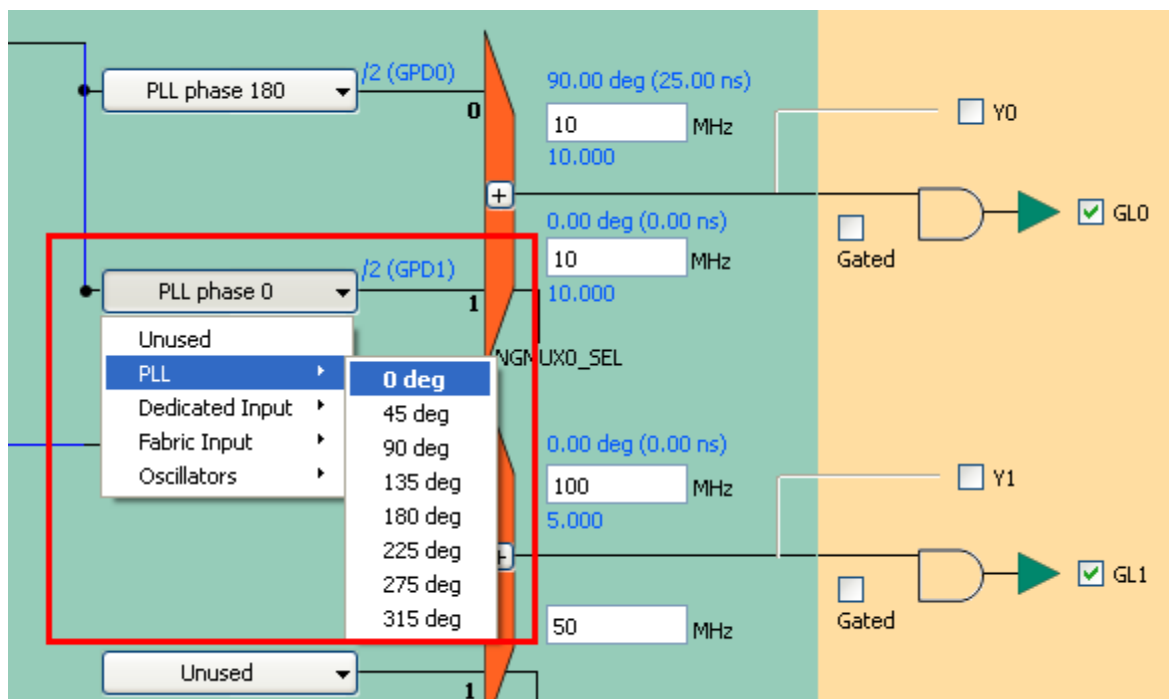 PLL phase 180
/2 (GPD0)
0
90.00 deg (25.00 ns)
10
MHz
10.000
Y0
+
GL0
Gated
0.00 deg (0.00 ns)
10
MHz
10.000
PLL phase 0
/2 (GPD1)
1
NGMUX0_SEL
Unused
PLL
Dedicated Input
Fabric Input
Oscillators
0 deg
45 deg
90 deg
135 deg
180 deg
225 deg
275 deg
315 deg
0.00 deg (0.00 ns)
100
MHz
5.000
Y1
+
GL1
Gated
50
MHz
Unused
1